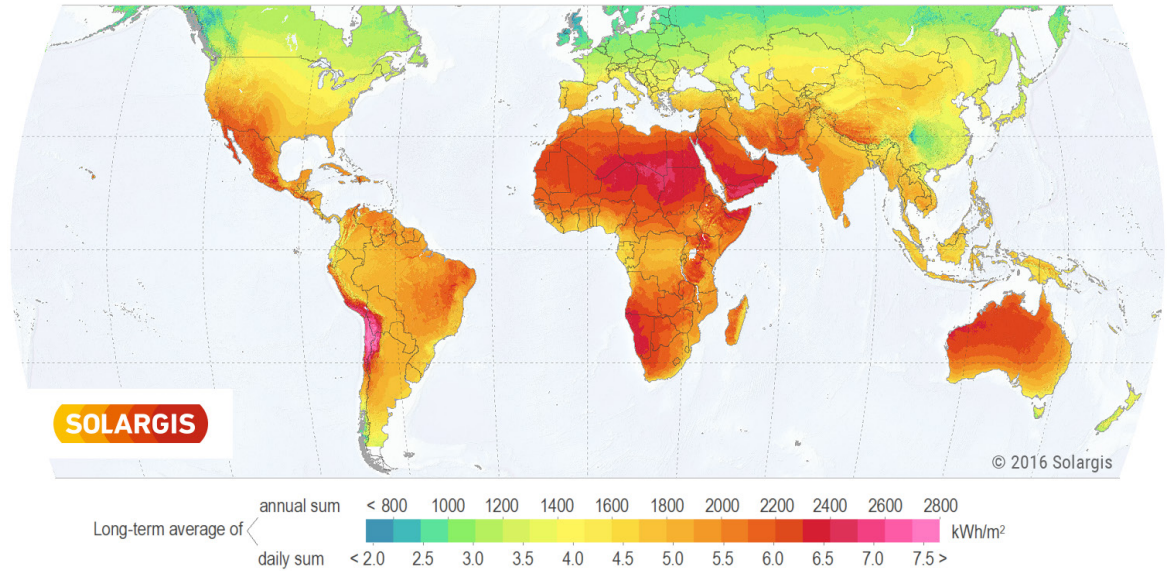 SOLARGIS
© 2016 Solargis
annual sum < 800 1000 1200 1400 1600 1800 2000 2200 2400 2600 2800
Long-term average of kWh/m²
daily sum < 2.0 2.5 3.0 3.5 4.0 4.5 5.0 5.5 6.0 6.5 7.0 7.5 >